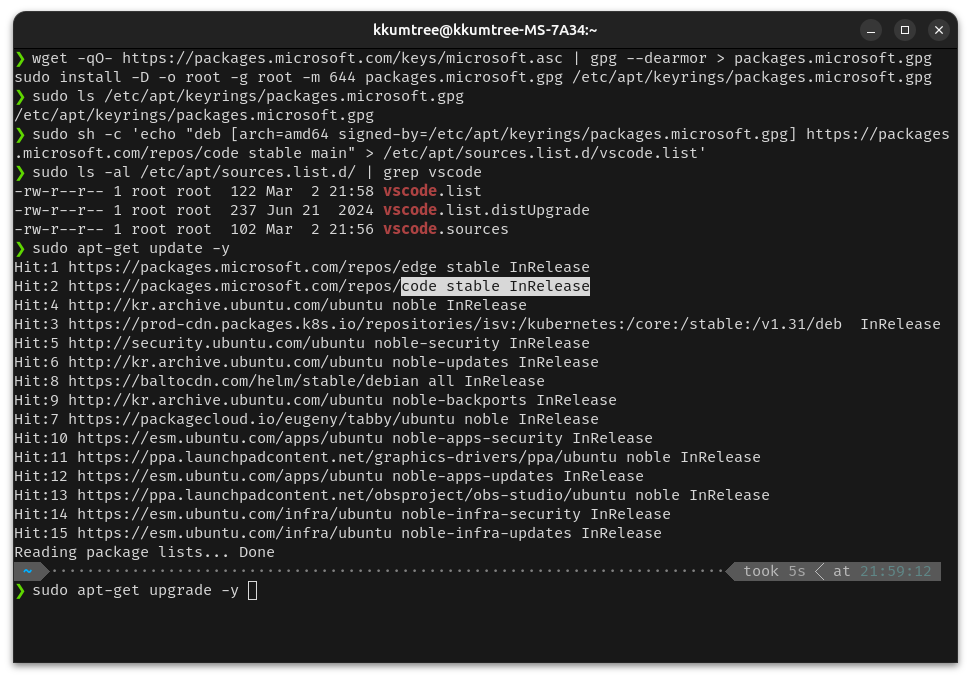 kkumtree@kkumtree-MS-7A34:~
❯ wget -qO- https://packages.microsoft.com/keys/microsoft.asc | gpg --dearmor > packages.microsoft.gpg
sudo install -D -o root -g root -m 644 packages.microsoft.gpg /etc/apt/keyrings/packages.microsoft.gpg
❯ sudo ls /etc/apt/keyrings/packages.microsoft.gpg
/etc/apt/keyrings/packages.microsoft.gpg
❯ sudo sh -c 'echo "deb [arch=amd64 signed-by=/etc/apt/keyrings/packages.microsoft.gpg] https://packages
.microsoft.com/repos/code stable main" > /etc/apt/sources.list.d/vscode.list'
❯ sudo ls -al /etc/apt/sources.list.d/ | grep vscode
-rw-r--r-- 1 root root  122 Mar  2 21:58 vscode.list
-rw-r--r-- 1 root root  237 Jun 21  2024 vscode.list.distUpgrade
-rw-r--r-- 1 root root  102 Mar  2 21:56 vscode.sources
❯ sudo apt-get update -y
Hit:1 https://packages.microsoft.com/repos/edge stable InRelease
Hit:2 https://packages.microsoft.com/repos/code stable InRelease
Hit:4 http://kr.archive.ubuntu.com/ubuntu noble InRelease
Hit:3 https://prod-cdn.packages.k8s.io/repositories/isv:/kubernetes:/core:/stable:/v1.31/deb  InRelease
Hit:5 http://security.ubuntu.com/ubuntu noble-security InRelease
Hit:6 http://kr.archive.ubuntu.com/ubuntu noble-updates InRelease
Hit:8 https://baltocdn.com/helm/stable/debian all InRelease
Hit:9 http://kr.archive.ubuntu.com/ubuntu noble-backports InRelease
Hit:7 https://packagecloud.io/eugeny/tabby/ubuntu noble InRelease
Hit:10 https://esm.ubuntu.com/apps/ubuntu noble-apps-security InRelease
Hit:11 https://ppa.launchpadcontent.net/graphics-drivers/ppa/ubuntu noble InRelease
Hit:12 https://esm.ubuntu.com/apps/ubuntu noble-apps-updates InRelease
Hit:13 https://ppa.launchpadcontent.net/obsproject/obs-studio/ubuntu noble InRelease
Hit:14 https://esm.ubuntu.com/infra/ubuntu noble-infra-security InRelease
Hit:15 https://esm.ubuntu.com/infra/ubuntu noble-infra-updates InRelease
Reading package lists... Done
~ took 5s at 21:59:12
❯ sudo apt-get upgrade -y